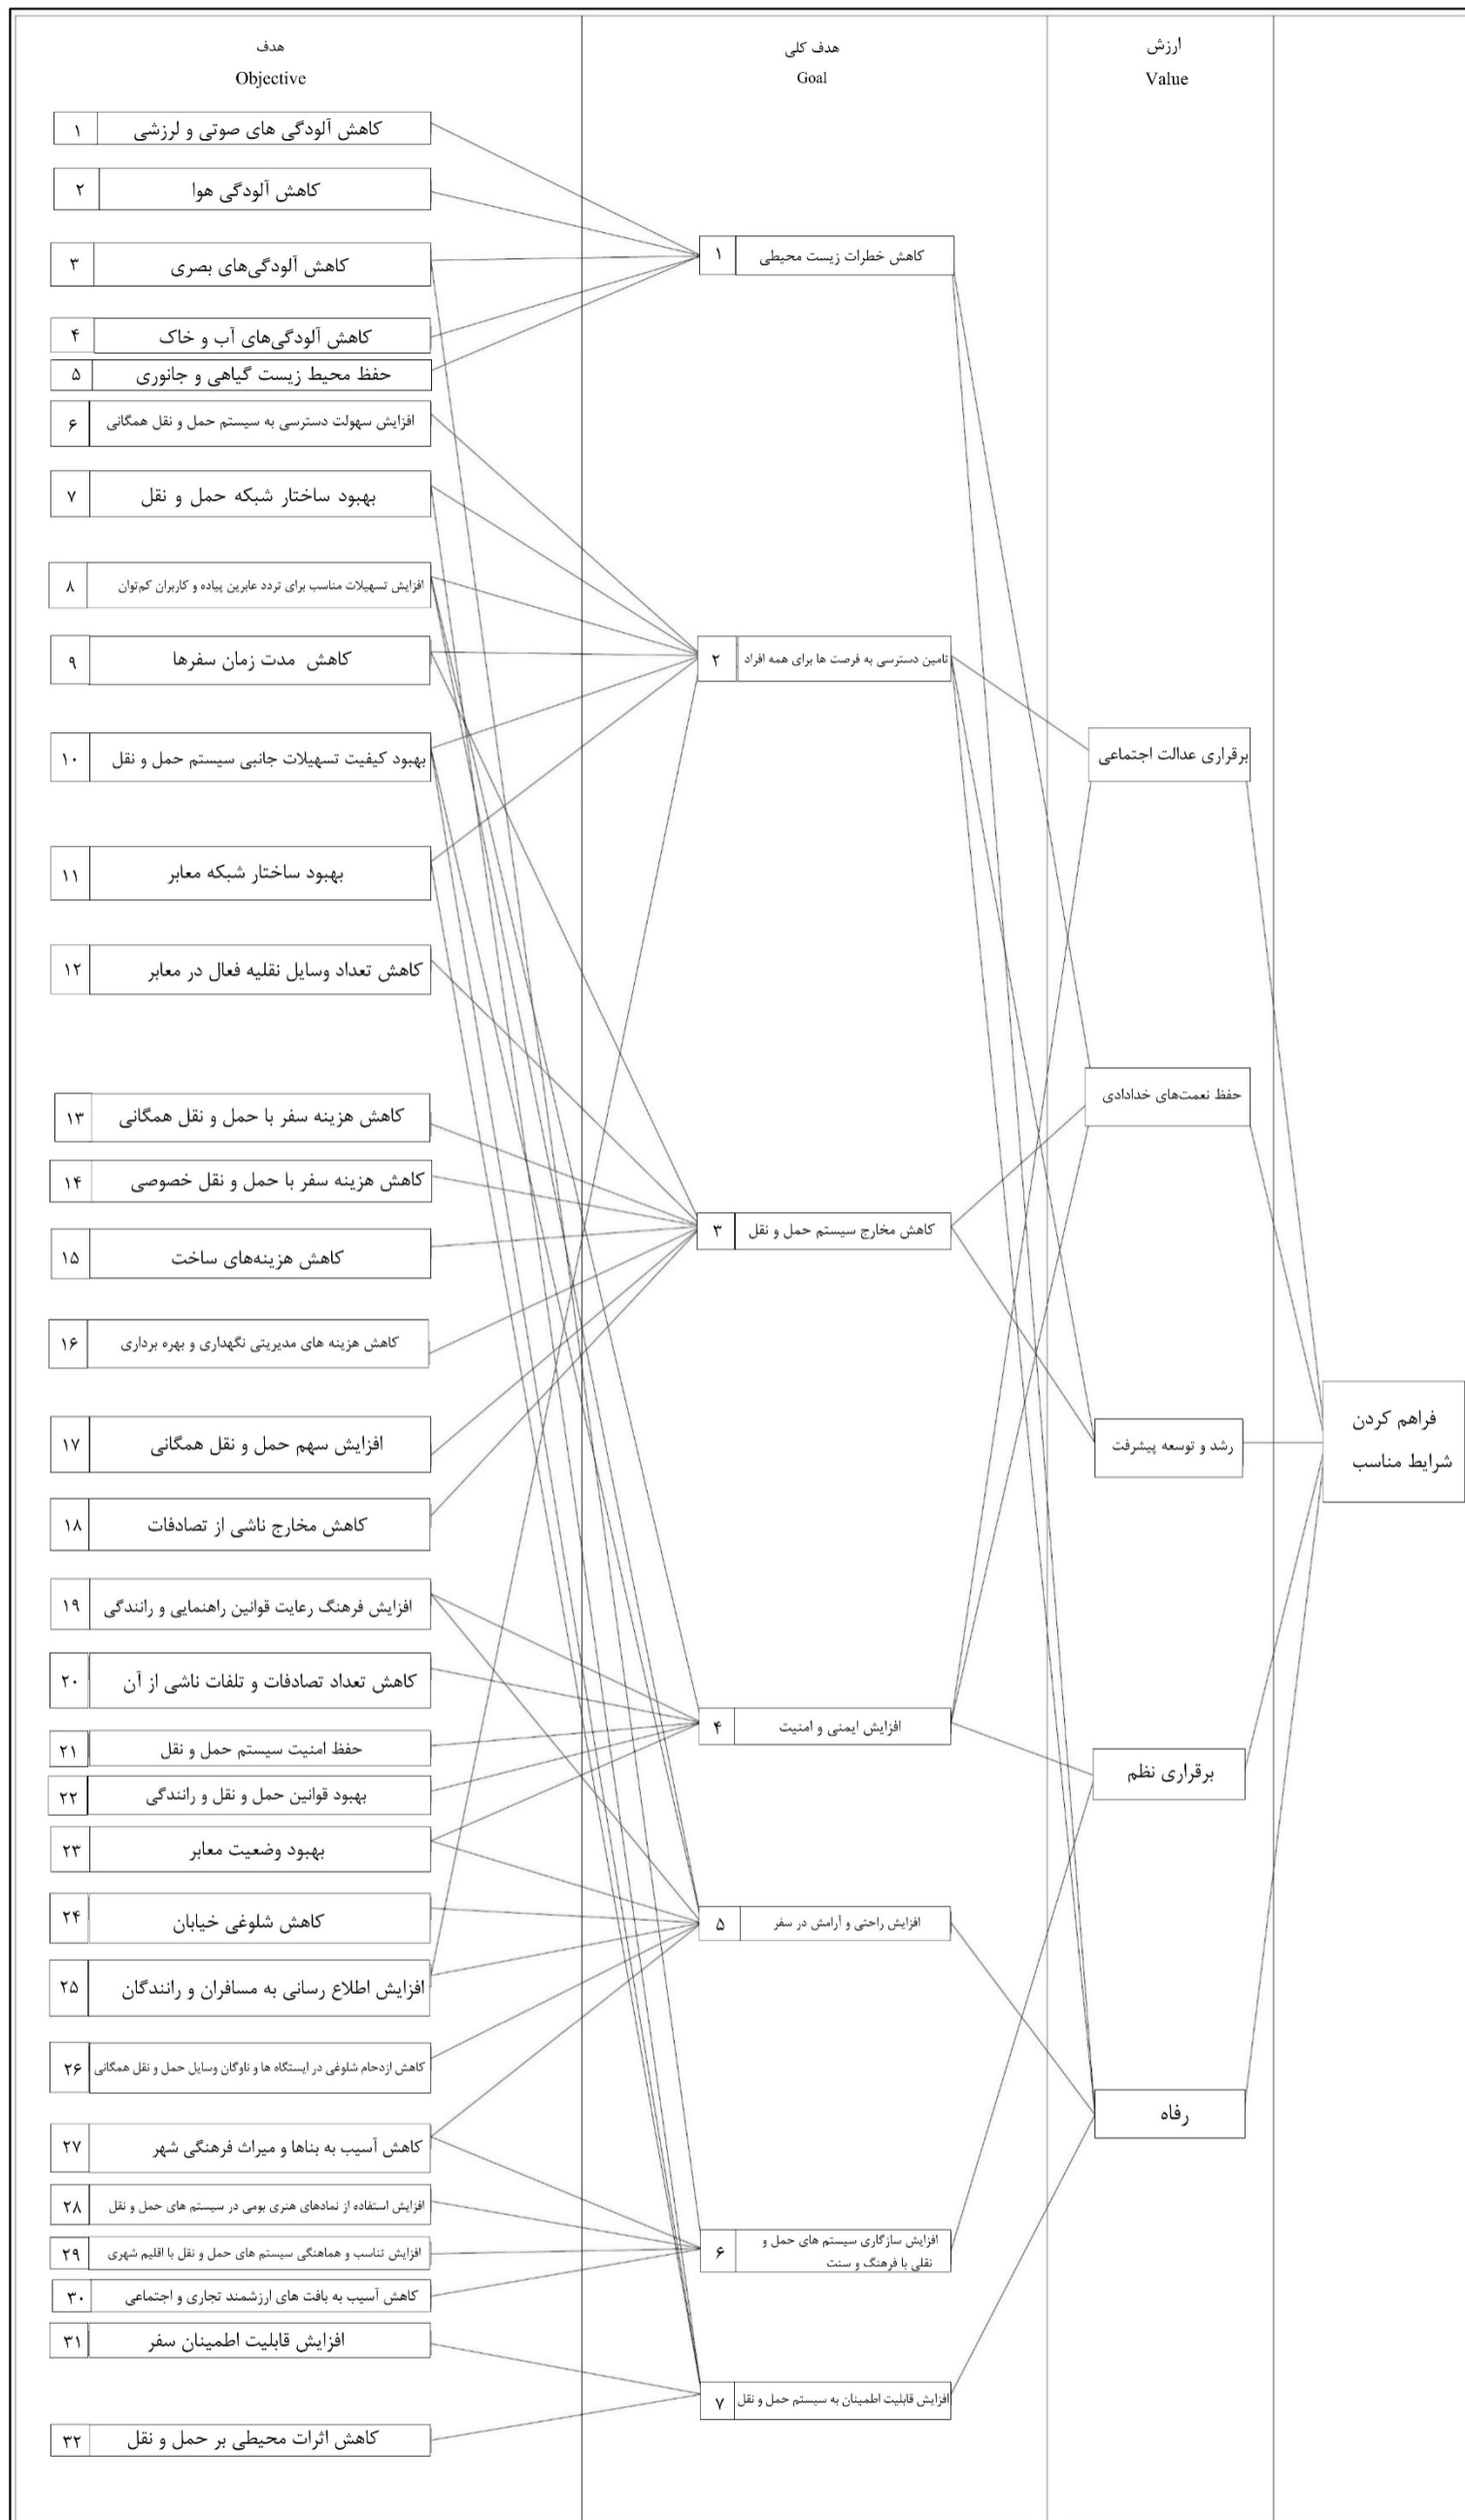 هدف
Objective
هدف کلی
Goal
ارزش
Value
۱ کاهش آلودگی های صوتی و لرزشی
۲ کاهش آلودگی هوا
۳ کاهش آلودگی‌های بصری
۴ کاهش آلودگی‌های آب و خاک
۵ حفظ محیط زیست گیاهی و جانوری
۶ افزایش سهولت دسترسی به سیستم حمل و نقل همگانی
۷ بهبود ساختار شبکه حمل و نقل
۸ افزایش تسهیلات مناسب برای تردد عابرین پیاده و کاربران کم‌توان
۹ کاهش مدت زمان سفرها
۱۰ بهبود کیفیت تسهیلات جانبی سیستم حمل و نقل
۱۱ بهبود ساختار شبکه معابر
۱۲ کاهش تعداد وسایل نقلیه فعال در معابر
۱۳ کاهش هزینه سفر با حمل و نقل همگانی
۱۴ کاهش هزینه سفر با حمل و نقل خصوصی
۱۵ کاهش هزینه‌های ساخت
۱۶ کاهش هزینه های مدیریتی نگهداری و بهره برداری
۱۷ افزایش سهم حمل و نقل همگانی
۱۸ کاهش مخارج ناشی از تصادفات
۱۹ افزایش فرهنگ رعایت قوانین راهنمایی و رانندگی
۲۰ کاهش تعداد تصادفات و تلفات ناشی از آن
۲۱ حفظ امنیت سیستم حمل و نقل
۲۲ بهبود قوانین حمل و نقل و رانندگی
۲۳ بهبود وضعیت معابر
۲۴ کاهش شلوغی خیابان
۲۵ افزایش اطلاع رسانی به مسافران و رانندگان
۲۶ کاهش ازدحام شلوغی در ایستگاه ها و ناوگان وسایل حمل و نقل همگانی
۲۷ کاهش آسیب به بناها و میراث فرهنگی شهر
۲۸ افزایش استفاده از نمادهای هنری بومی در سیستم های حمل و نقل
۲۹ افزایش تناسب و هماهنگی سیستم های حمل و نقل با اقلیم شهری
۳۰ کاهش آسیب به بافت های ارزشمند تجاری و اجتماعی
۳۱ افزایش قابلیت اطمینان سفر
۳۲ کاهش اثرات محیطی بر حمل و نقل
۱ کاهش خطرات زیست محیطی
۲ تامین دسترسی به فرصت ها برای همه افراد
۳ کاهش مخارج سیستم حمل و نقل
۴ افزایش ایمنی و امنیت
۵ افزایش راحتی و آرامش در سفر
۶ افزایش سازگاری سیستم های حمل و
نقلی با فرهنگ و سنت
۷ افزایش قابلیت اطمینان به سیستم حمل و نقل
برقراری عدالت اجتماعی
حفظ نعمت‌های خدادادی
رشد و توسعه پیشرفت
برقراری نظم
رفاه
فراهم کردن
شرایط مناسب